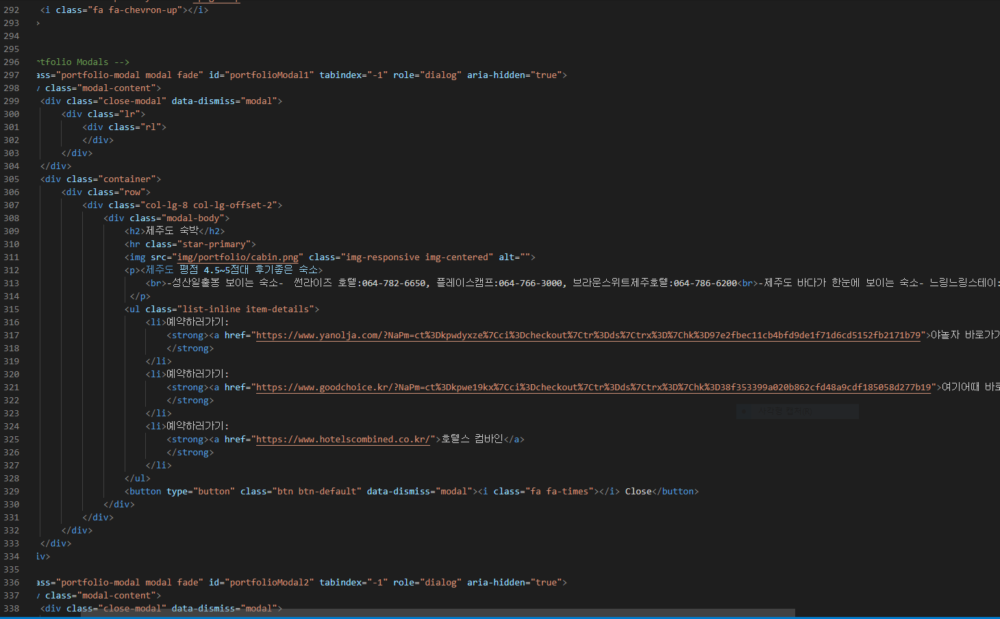 292 <i class="fa fa-chevron-up"></i>
293 >
294
295
296 rtfolio Modals -->
297 ass="portfolio-modal modal fade" id="portfolioModal1" tabindex="-1" role="dialog" aria-hidden="true">
298 class="modal-content">
299 <div class="close-modal" data-dismiss="modal">
300 <div class="lr">
301 <div class="rl">
302 </div>
303 </div>
304 </div>
305 <div class="container">
306 <div class="row">
307 <div class="col-lg-8 col-lg-offset-2">
308 <div class="modal-body">
309 <h2>제주도 숙박</h2>
310 <hr class="star-primary">
311 <img src="img/portfolio/cabin.png" class="img-responsive img-centered" alt="">
312 <p><제주도 평점 4.5~5점대 후기좋은 숙소>
313 <br>-성산일출봉 보이는 숙소- 썬라이즈 호텔:064-782-6650, 플레이스캠프:064-766-3000, 브라운스위트제주호텔:064-786-6200<br>-제주도 바다가 한눈에 보이는 숙소- 느링느링스테이:
314 </p>
315 <ul class="list-inline item-details">
316 <li>예약하러가기:
317 <strong><a href="https://www.yanolja.com/?NaPm=ct%3Dkpwdyxze%7Cci%3Dcheckout%7Ctr%3Dds%7Ctrx%3D%7Chk%3D97e2fbec11cb4bfd9de1f71d6cd5152fb2171b79">야놀자 바로가기
318 </strong>
319 </li>
320 <li>예약하러가기:
321 <strong><a href="https://www.goodchoice.kr/?NaPm=ct%3Dkpwe19kx%7Cci%3Dcheckout%7Ctr%3Dds%7Ctrx%3D%7Chk%3D38f353399a020b862cfd48a9cdf185058d277b19">여기어때 바로
322 </strong>
323 </li>
324 <li>예약하러가기:
325 <strong><a href="https://www.hotelscombined.co.kr/">호텔스 컴바인</a>
326 </strong>
327 </li>
328 </ul>
329 <button type="button" class="btn btn-default" data-dismiss="modal"><i class="fa fa-times"></i> Close</button>
330 </div>
331 </div>
332 </div>
333 </div>
334 iv>
335
336 ass="portfolio-modal modal fade" id="portfolioModal2" tabindex="-1" role="dialog" aria-hidden="true">
337 class="modal-content">
338 <div class="close-modal" data-dismiss="modal">